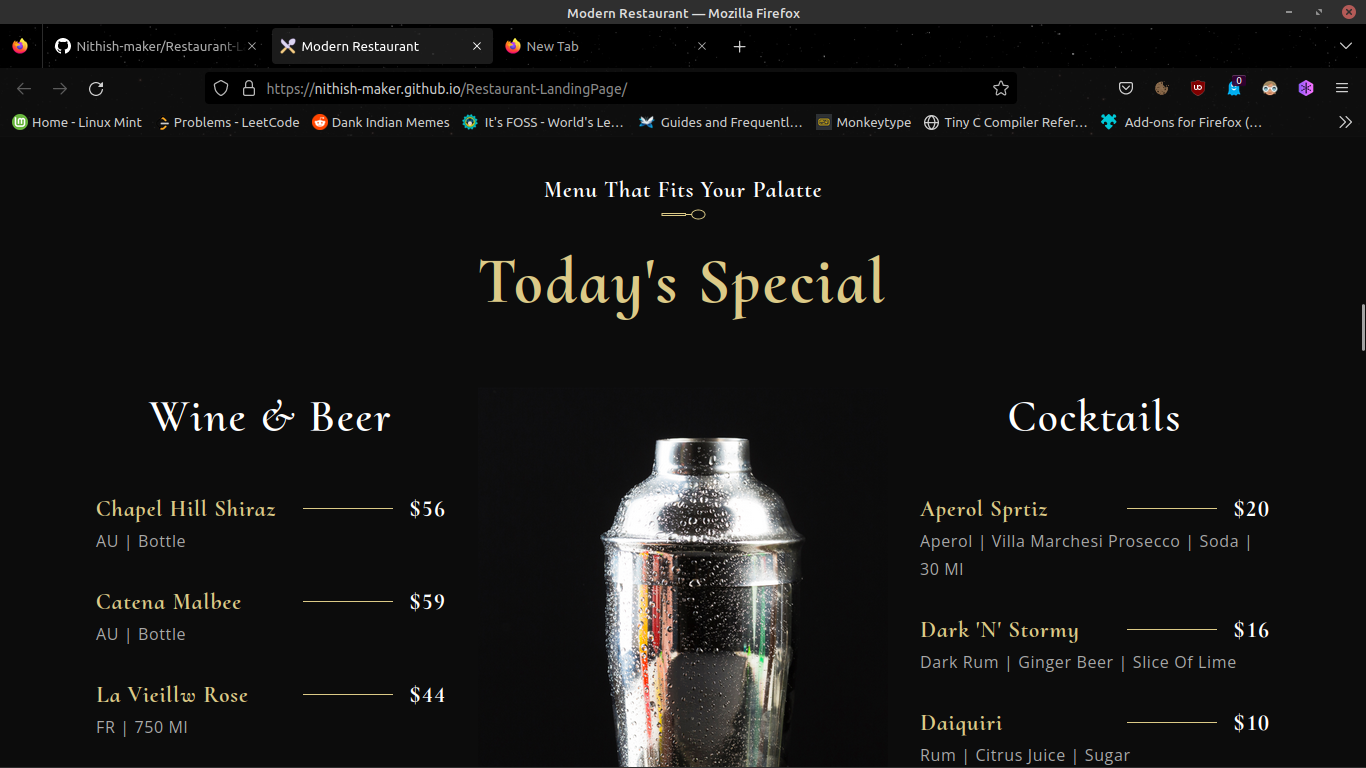 Modern Restaurant — Mozilla Firefox
Nithish-maker/Restaurant-L
Modern Restaurant
New Tab
https://nithish-maker.github.io/Restaurant-LandingPage/
0
Home - Linux Mint
Problems - LeetCode
Dank Indian Memes
It's FOSS - World's Le…
Guides and Frequentl…
Monkeytype
Tiny C Compiler Refer…
Add-ons for Firefox (…
Menu That Fits Your Palatte
Today's Special
Wine & Beer
Chapel Hill Shiraz $56
AU | Bottle
Catena Malbee $59
AU | Bottle
La Vieillw Rose $44
FR | 750 Ml
Cocktails
Aperol Sprtiz $20
Aperol | Villa Marchesi Prosecco | Soda |
30 Ml
Dark 'N' Stormy $16
Dark Rum | Ginger Beer | Slice Of Lime
Daiquiri $10
Rum | Citrus Juice | Sugar